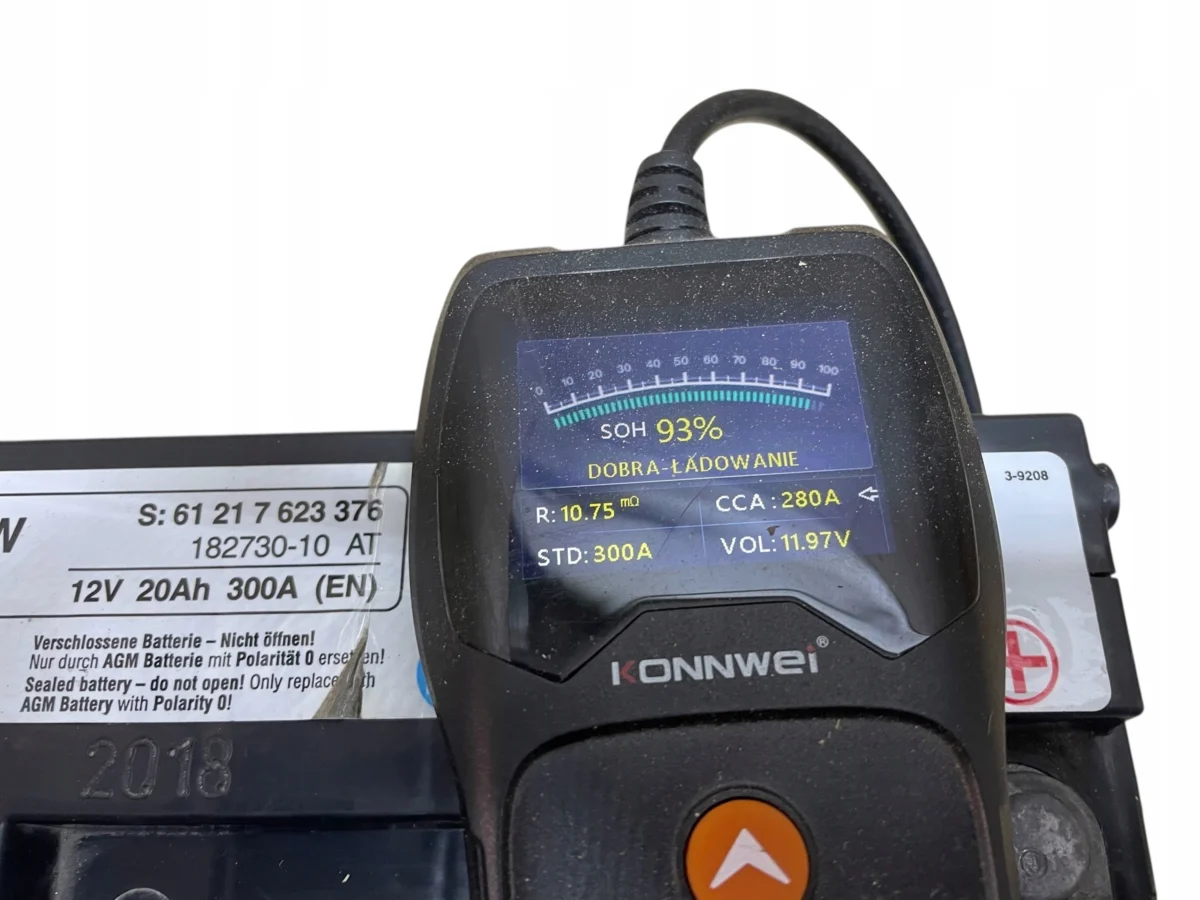 0 10 20 30 40 50 60 70 80 90 100
SOH 93%
DOBRA-ŁADOWANIE
R: 10.75 mΩ CCA : 280A
STD: 300A VOL: 11.97V
KONNWEI®
W
S: 61 21 7 623 376
182730-10 AT
12V 20Ah 300A (EN)
Verschlossene Batterie – Nicht öffnen!
Nur durch AGM Batterie mit Polarität 0
Sealed battery – do not open! Only
AGM Battery with Polarity 0!
2018
3-9208